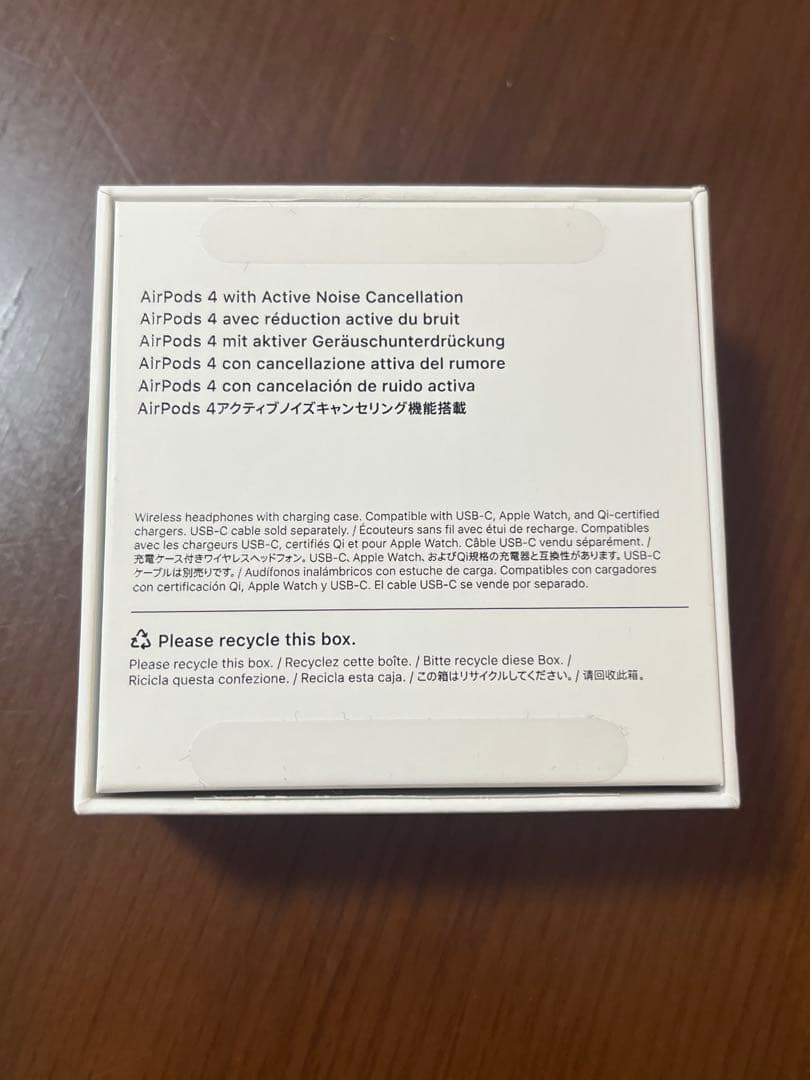 AirPods 4 with Active Noise Cancellation
AirPods 4 avec réduction active du bruit
AirPods 4 mit aktiver Geräuschunterdrückung
AirPods 4 con cancellazione attiva del rumore
AirPods 4 con cancelación de ruido activa
AirPods 4アクティブノイズキャンセリング機能搭載
Wireless headphones with charging case. Compatible with USB-C, Apple Watch, and Qi-certified
chargers. USB-C cable sold separately. / Écouteurs sans fil avec étui de recharge. Compatibles
avec les chargeurs USB-C, certifiés Qi et pour Apple Watch. Câble USB-C vendu séparément. /
充電ケース付きワイヤレスヘッドフォン。USB-C、Apple Watch、およびQi規格の充電器と互換性があります。USB-C
ケーブルは別売りです。/ Audífonos inalámbricos con estuche de carga. Compatibles con cargadores
con certificación Qi, Apple Watch y USB-C. El cable USB-C se vende por separado.
Please recycle this box.
Please recycle this box. / Recyclez cette boîte. / Bitte recycle diese Box. /
Ricicla questa confezione. / Recicla esta caja. / この箱はリサイクルしてください。/ 请回收此箱。